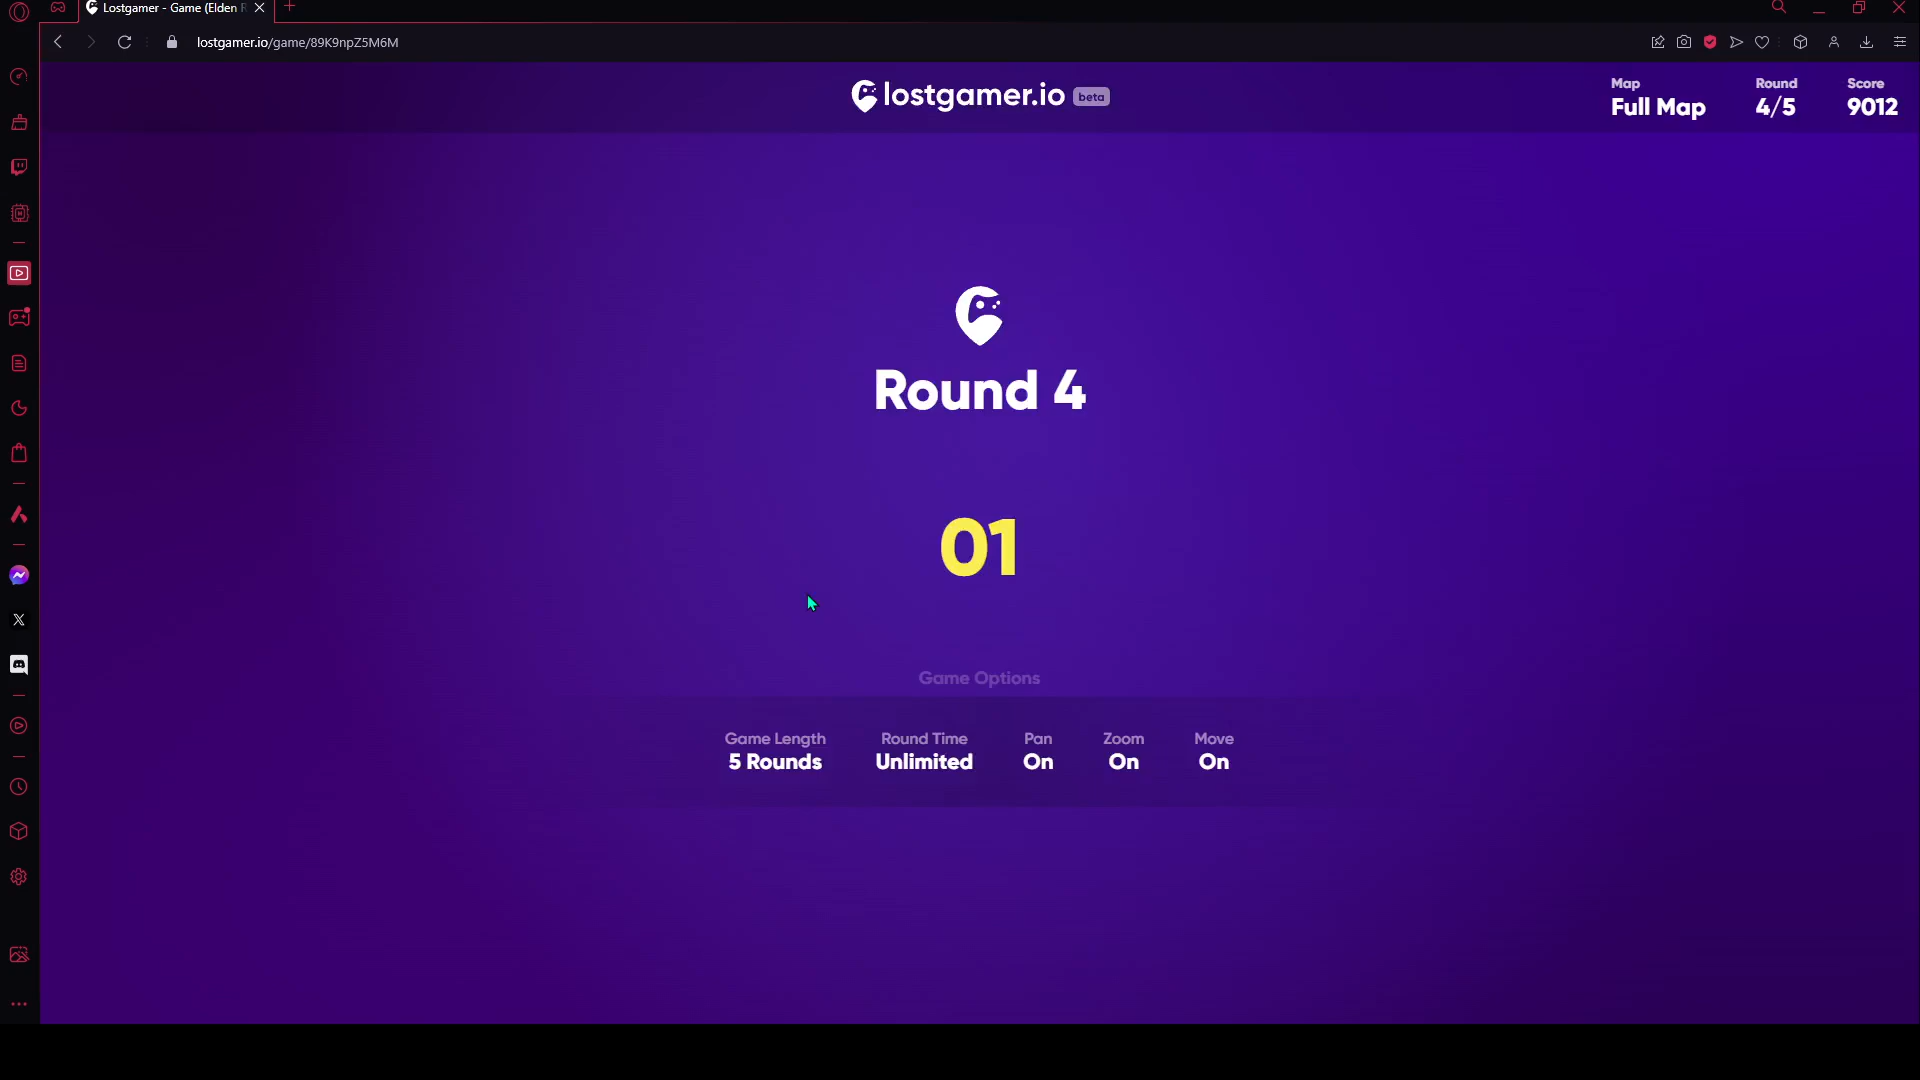 Lostgamer - Game (Elden R
lostgamer.io/game/89K9npZ5M6M
lostgamer.io beta
Map
Full Map
Round
4/5
Score
9012
Round 4
01
Game Options
Game Length
5 Rounds
Round Time
Unlimited
Pan
On
Zoom
On
Move
On